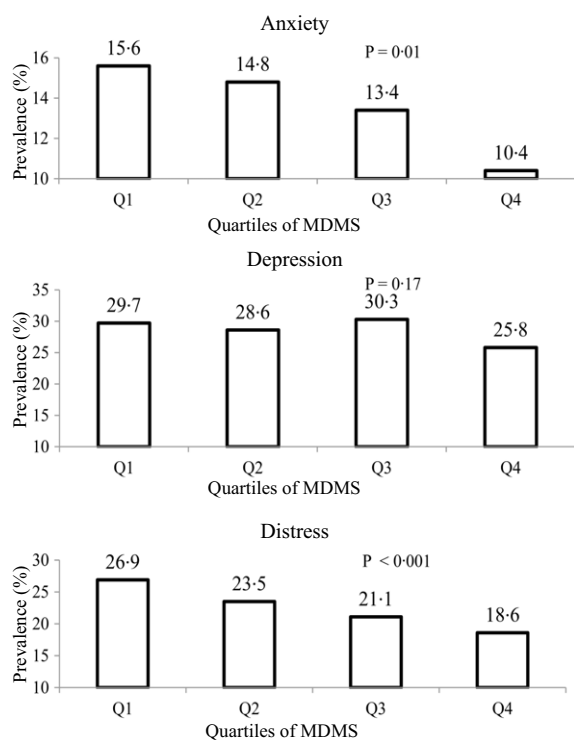 Anxiety
Prevalence (%)
16
14
12
10
15·6
14·8
13·4
10·4
P = 0·01
Q1 Q2 Q3 Q4
Quartiles of MDMS
Depression
Prevalence (%)
35
30
25
20
15
10
29·7
28·6
P = 0·17
30·3
25·8
Q1 Q2 Q3 Q4
Quartiles of MDMS
Distress
Prevalence (%)
30
25
20
15
10
26·9
23·5
P < 0·001
21·1
18·6
Q1 Q2 Q3 Q4
Quartiles of MDMS